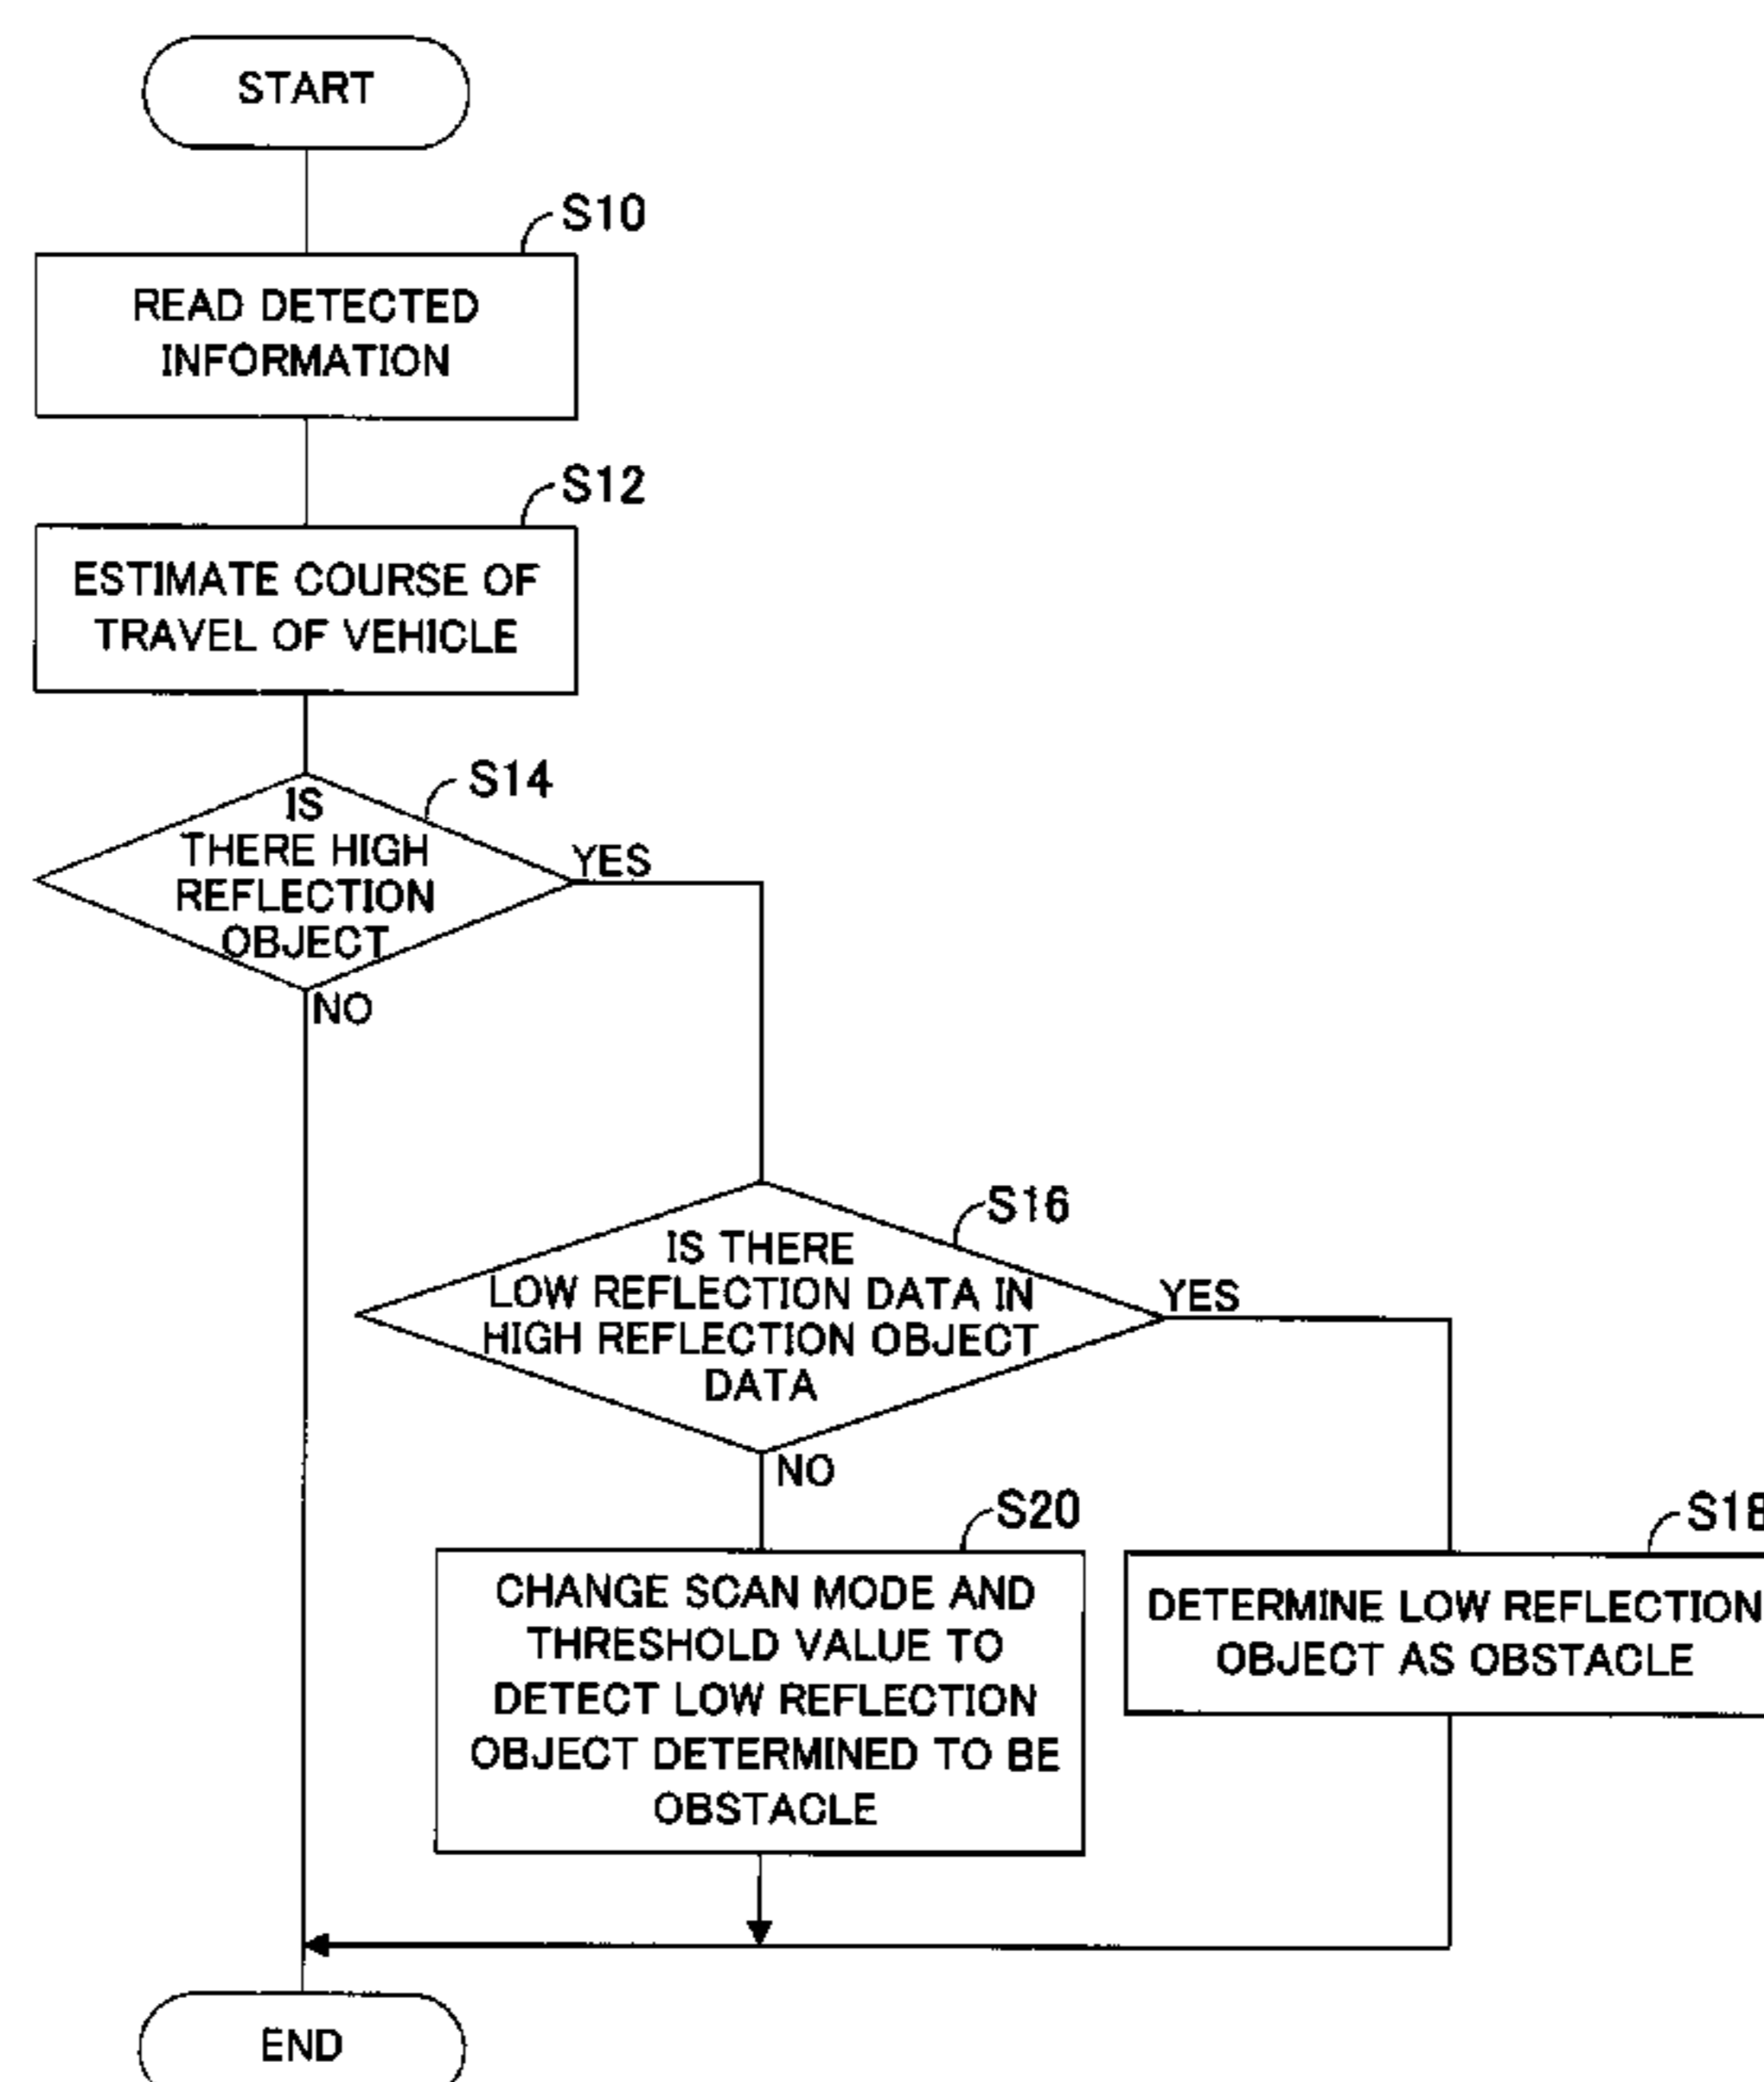 START
S10
READ DETECTED
INFORMATION
S12
ESTIMATE COURSE OF
TRAVEL OF VEHICLE
S14
IS
THERE HIGH
REFLECTION
OBJECT
YES
NO
S16
IS THERE
LOW REFLECTION DATA IN
HIGH REFLECTION OBJECT
DATA
YES
NO
S20
CHANGE SCAN MODE AND
THRESHOLD VALUE TO
DETECT LOW REFLECTION
OBJECT DETERMINED TO BE
OBSTACLE
S18
DETERMINE LOW REFLECTION
OBJECT AS OBSTACLE
END